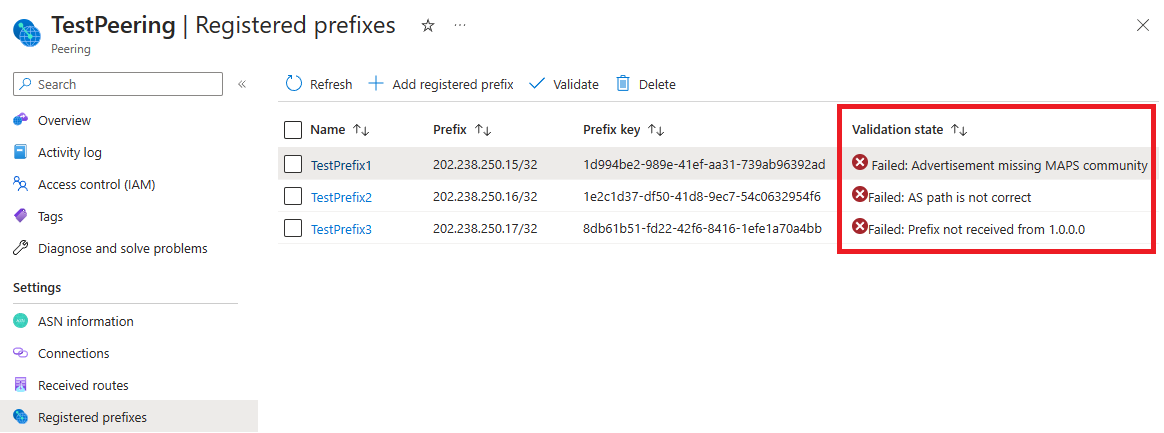 TestPeering | Registered prefixes
Peering
Search
Overview
Activity log
Access control (IAM)
Tags
Diagnose and solve problems
Settings
ASN information
Connections
Received routes
Registered prefixes
Refresh Add registered prefix Validate Delete
Name Prefix Prefix key Validation state
TestPrefix1 202.238.250.15/32 1d994be2-989e-41ef-aa31-739ab96392ad Failed: Advertisement missing MAPS community
TestPrefix2 202.238.250.16/32 1e2c1d37-df50-41d8-9ec7-54c0632954f6 Failed: AS path is not correct
TestPrefix3 202.238.250.17/32 8db61b51-fd22-42f6-8416-1efe1a70a4bb Failed: Prefix not received from 1.0.0.0